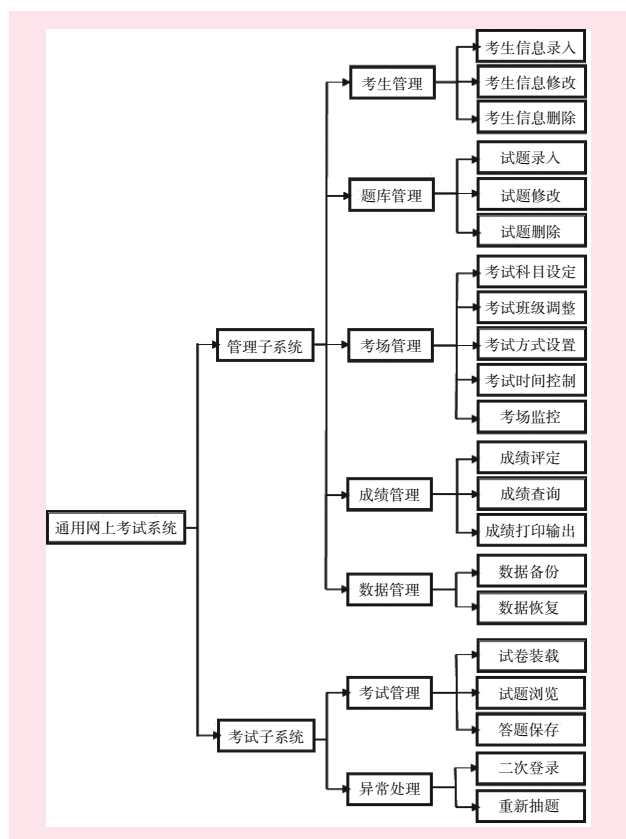 考生信息录入
考生管理
考生信息修改
考生信息删除
试题录入
题库管理
试题修改
试题删除
考试科目设定
考试班级调整
管理子系统
考场管理
考试方式设置
考试时间控制
考场监控
成绩评定
成绩管理
成绩查询
通用网上考试系统
成绩打印输出
数据备份
数据管理
数据恢复
试卷装载
考试管理
试题浏览
考试子系统
答题保存
二次登录
异常处理
重新抽题